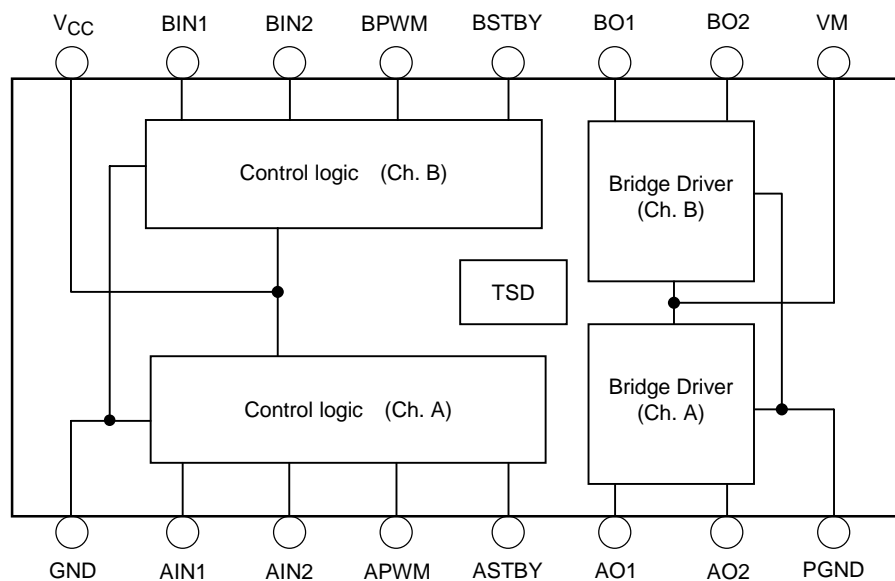 VCC BIN1 BIN2 BPWM BSTBY BO1 BO2 VM
Control logic (Ch. B)
Bridge Driver
(Ch. B)
TSD
Control logic (Ch. A)
Bridge Driver
(Ch. A)
GND AIN1 AIN2 APWM ASTBY AO1 AO2 PGND